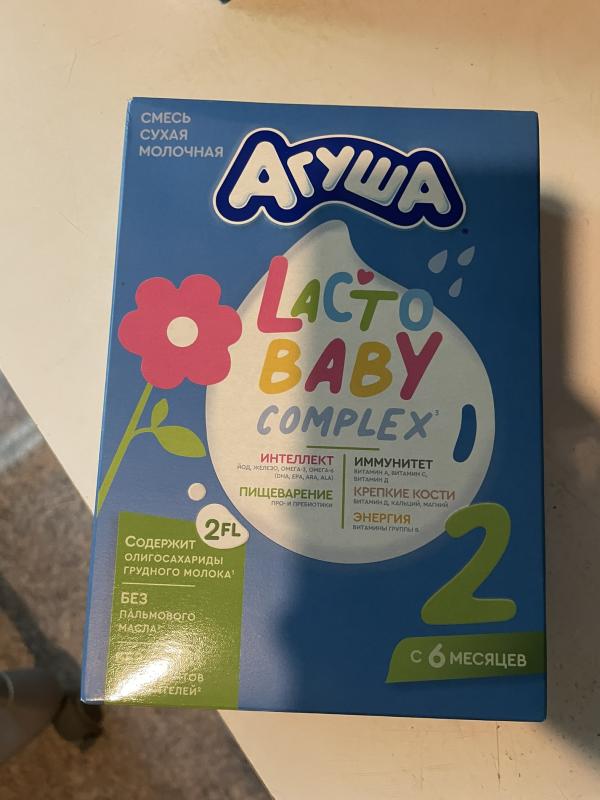 СМЕСЬ
СУХАЯ
МОЛОЧНАЯ
АГУША
LACTO
BABY
COMPLEX³
ИНТЕЛЛЕКТ
ЙОД, ЖЕЛЕЗО, ОМЕГА-3, ОМЕГА-6
(DHA, EPA, ARA, ALA)
ПИЩЕВАРЕНИЕ
ПРО- И ПРЕБИОТИКИ
ИММУНИТЕТ
ВИТАМИН А, ВИТАМИН С,
ВИТАМИН Д
КРЕПКИЕ КОСТИ
ВИТАМИН Д, КАЛЬЦИЙ, МАГНИЙ
ЭНЕРГИЯ
ВИТАМИНЫ ГРУППЫ В
2FL
СОДЕРЖИТ
ОЛИГОСАХАРИДЫ
ГРУДНОГО МОЛОКА¹
БЕЗ
ПАЛЬМОВОГО
МАСЛА
2
С 6 МЕСЯЦЕВ